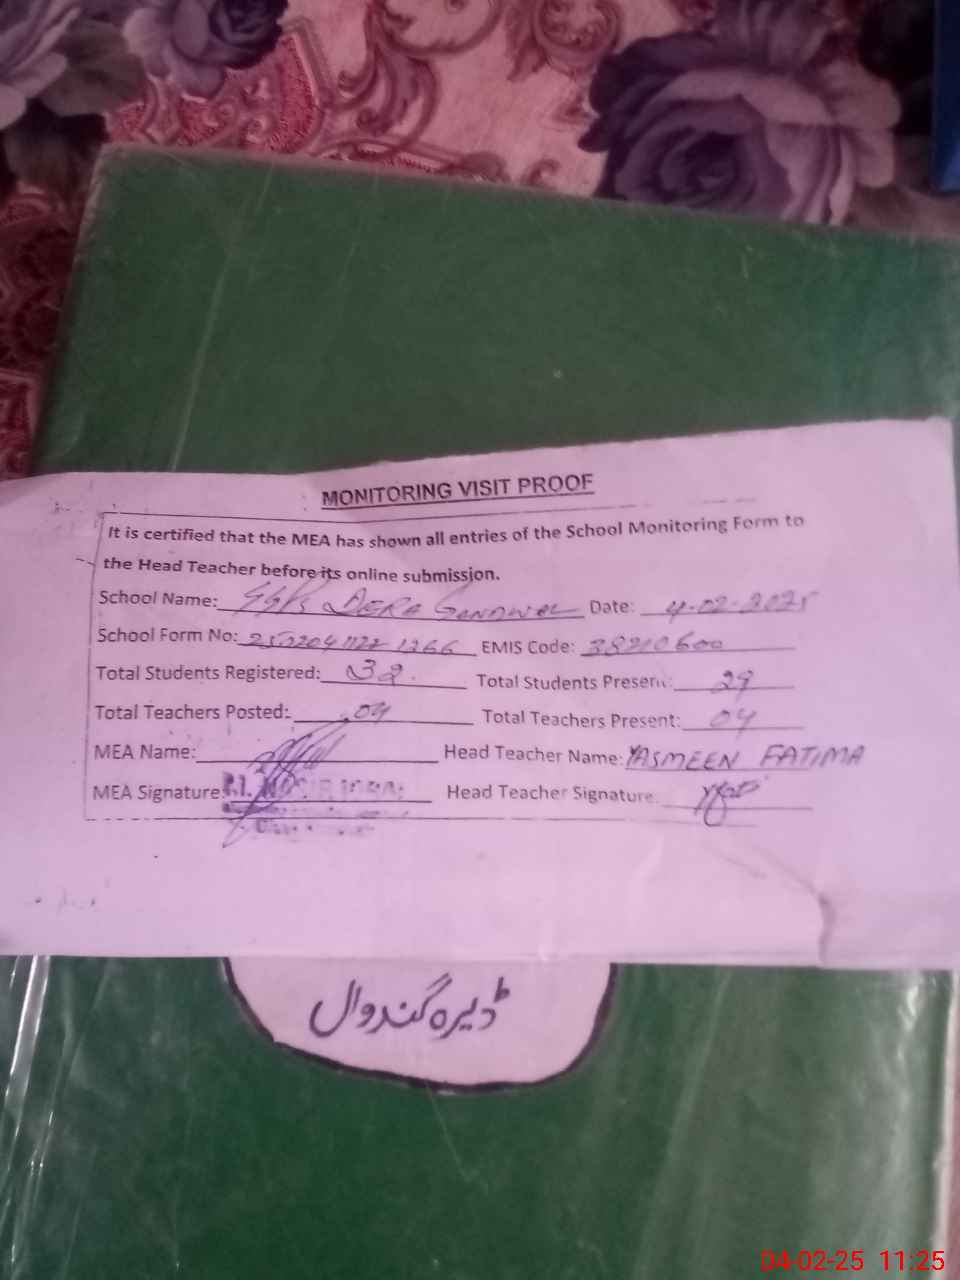 MONITORING VISIT PROOF
It is certified that the MEA has shown all entries of the School Monitoring Form to
the Head Teacher before its online submission.
School Name: GGPS DERA GANDWAL Date: 4-02-2025
School Form No: EMIS Code: 38210600
Total Students Registered: 32 Total Students Present: 29
Total Teachers Posted: 04 Total Teachers Present: 04
MEA Name: Head Teacher Name: YASMEEN FATIMA
MEA Signature: Head Teacher Signature:
ڈیرہ گندوال
04-02-25 11:25